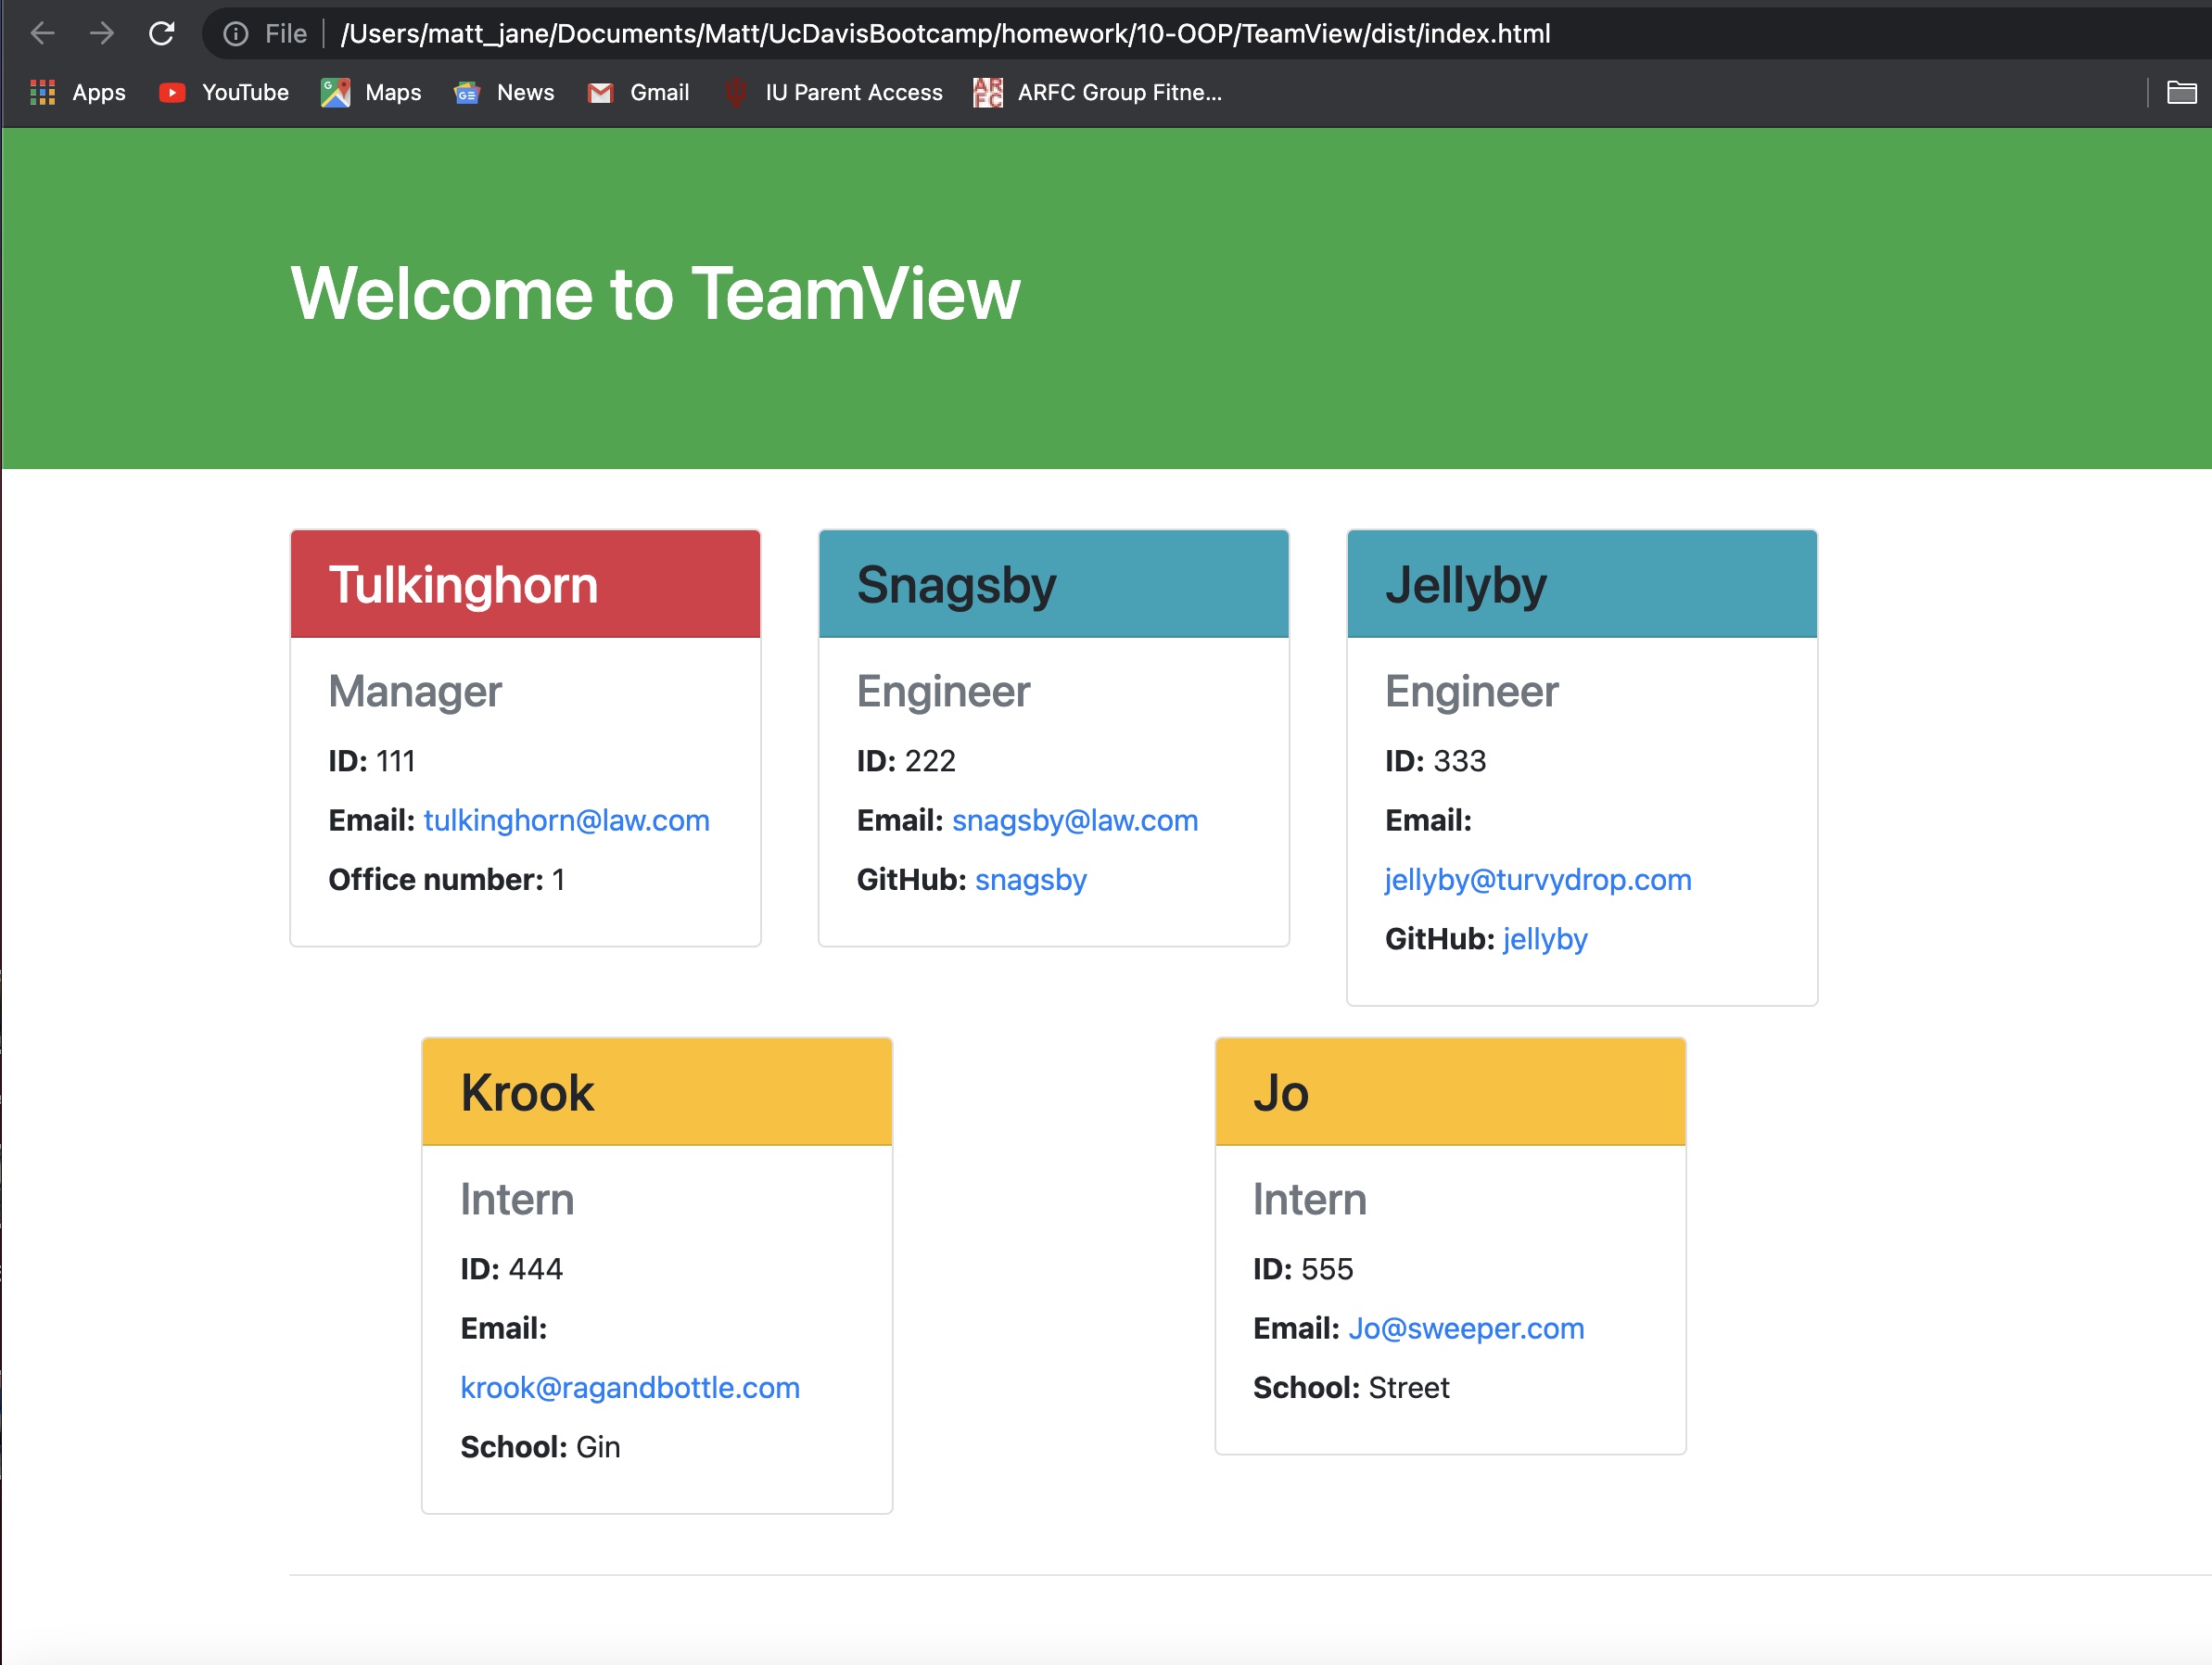 File /Users/matt_jane/Documents/Matt/UcDavisBootcamp/homework/10-OOP/TeamView/dist/index.html
Apps YouTube Maps News Gmail IU Parent Access ARFC Group Fitne...
Welcome to TeamView
Tulkinghorn
Manager
ID: 111
Email: tulkinghorn@law.com
Office number: 1
Snagsby
Engineer
ID: 222
Email: snagsby@law.com
GitHub: snagsby
Jellyby
Engineer
ID: 333
Email:
jellyby@turvydrop.com
GitHub: jellyby
Krook
Intern
ID: 444
Email:
krook@ragandbottle.com
School: Gin
Jo
Intern
ID: 555
Email: Jo@sweeper.com
School: Street